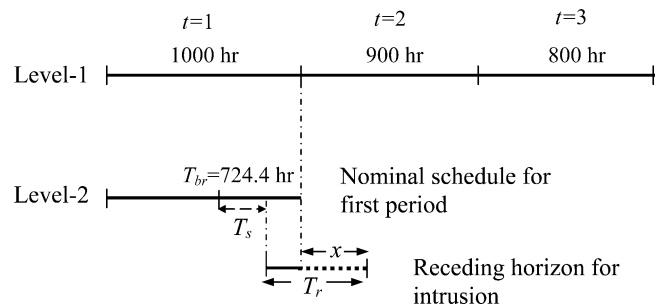 t=1 t=2 t=3
1000 hr 900 hr 800 hr
Level-1
T_br=724.4 hr
Level-2
Nominal schedule for
first period
T_s
x
T_r
Receding horizon for
intrusion